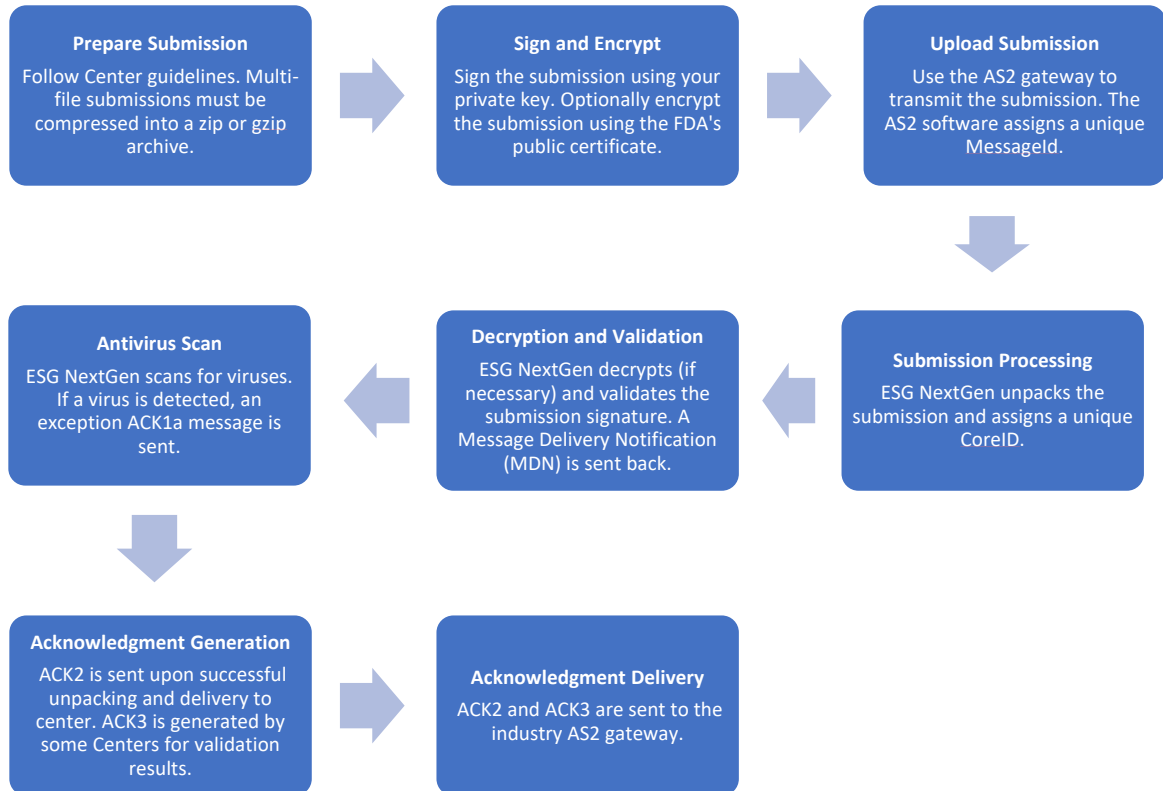 Prepare Submission
Follow Center guidelines. Multi-
file submissions must be
compressed into a zip or gzip
archive.
Sign and Encrypt
Sign the submission using your
private key. Optionally encrypt
the submission using the FDA's
public certificate.
Upload Submission
Use the AS2 gateway to
transmit the submission. The
AS2 software assigns a unique
MessageId.
Submission Processing
ESG NextGen unpacks the
submission and assigns a unique
CoreID.
Decryption and Validation
ESG NextGen decrypts (if
necessary) and validates the
submission signature. A
Message Delivery Notification
(MDN) is sent back.
Antivirus Scan
ESG NextGen scans for viruses.
If a virus is detected, an
exception ACK1a message is
sent.
Acknowledgment Generation
ACK2 is sent upon successful
unpacking and delivery to
center. ACK3 is generated by
some Centers for validation
results.
Acknowledgment Delivery
ACK2 and ACK3 are sent to the
industry AS2 gateway.